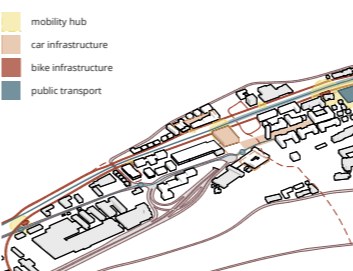 mobility hub
car infrastructure
bike infrastructure
public transport